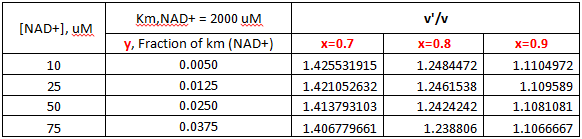 [NAD+], uM Km,NAD+ = 2000 uM v'/v
y, Fraction of km (NAD+) x=0.7 x=0.8 x=0.9
10 0.0050 1.425531915 1.2484472 1.1104972
25 0.0125 1.421052632 1.2461538 1.109589
50 0.0250 1.413793103 1.2424242 1.1081081
75 0.0375 1.406779661 1.238806 1.1066667